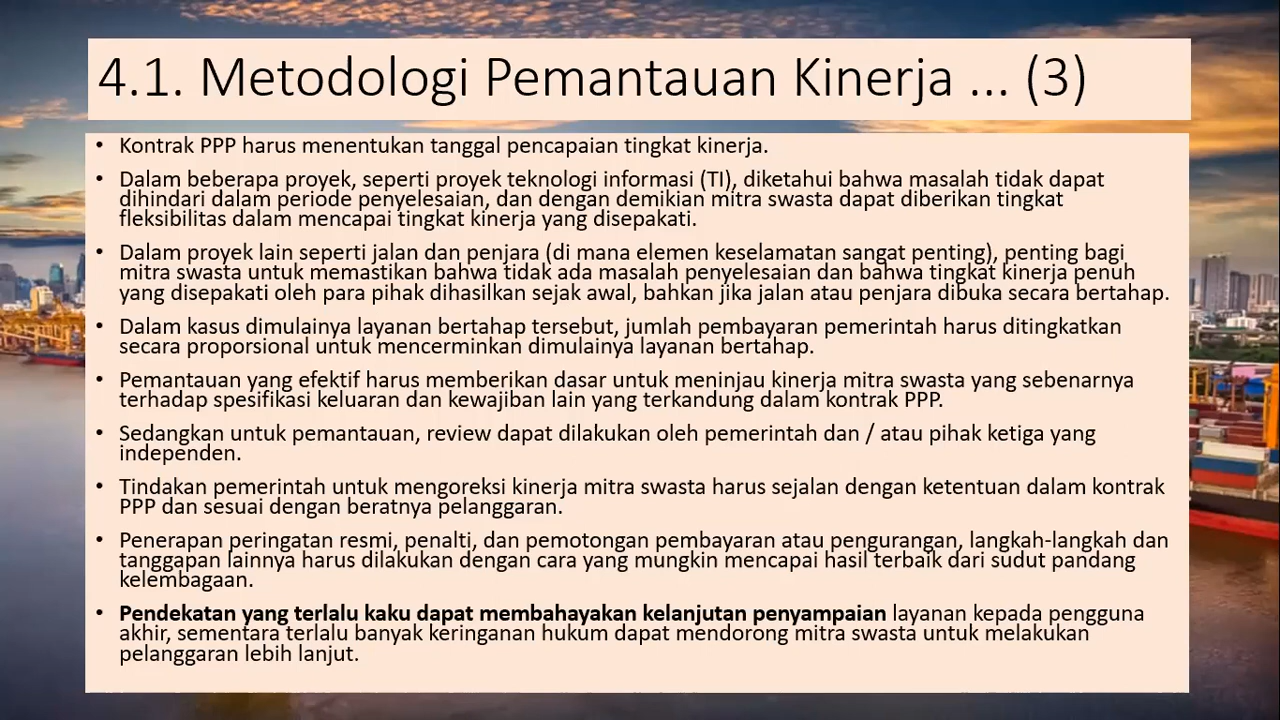 4.1. Metodologi Pemantauan Kinerja ... (3)
• Kontrak PPP harus menentukan tanggal pencapaian tingkat kinerja.
• Dalam beberapa proyek, seperti proyek teknologi informasi (TI), diketahui bahwa masalah tidak dapat
dihindari dalam periode penyelesaian, dan dengan demikian mitra swasta dapat diberikan tingkat
fleksibilitas dalam mencapai tingkat kinerja yang disepakati.
• Dalam proyek lain seperti jalan dan penjara (di mana elemen keselamatan sangat penting), penting bagi
mitra swasta untuk memastikan bahwa tidak ada masalah penyelesaian dan bahwa tingkat kinerja penuh
yang disepakati oleh para pihak dihasilkan sejak awal, bahkan jika jalan atau penjara dibuka secara bertahap.
• Dalam kasus dimulainya layanan bertahap tersebut, jumlah pembayaran pemerintah harus ditingkatkan
secara proporsional untuk mencerminkan dimulainya layanan bertahap.
• Pemantauan yang efektif harus memberikan dasar untuk meninjau kinerja mitra swasta yang sebenarnya
terhadap spesifikasi keluaran dan kewajiban lain yang terkandung dalam kontrak PPP.
• Sedangkan untuk pemantauan, review dapat dilakukan oleh pemerintah dan / atau pihak ketiga yang
independen.
• Tindakan pemerintah untuk mengoreksi kinerja mitra swasta harus sejalan dengan ketentuan dalam kontrak
PPP dan sesuai dengan beratnya pelanggaran.
• Penerapan peringatan resmi, penalti, dan pemotongan pembayaran atau pengurangan, langkah-langkah dan
tanggapan lainnya harus dilakukan dengan cara yang mungkin mencapai hasil terbaik dari sudut pandang
kelembagaan.
• Pendekatan yang terlalu kaku dapat membahayakan kelanjutan penyampaian layanan kepada pengguna
akhir, sementara terlalu banyak keringanan hukum dapat mendorong mitra swasta untuk melakukan
pelanggaran lebih lanjut.